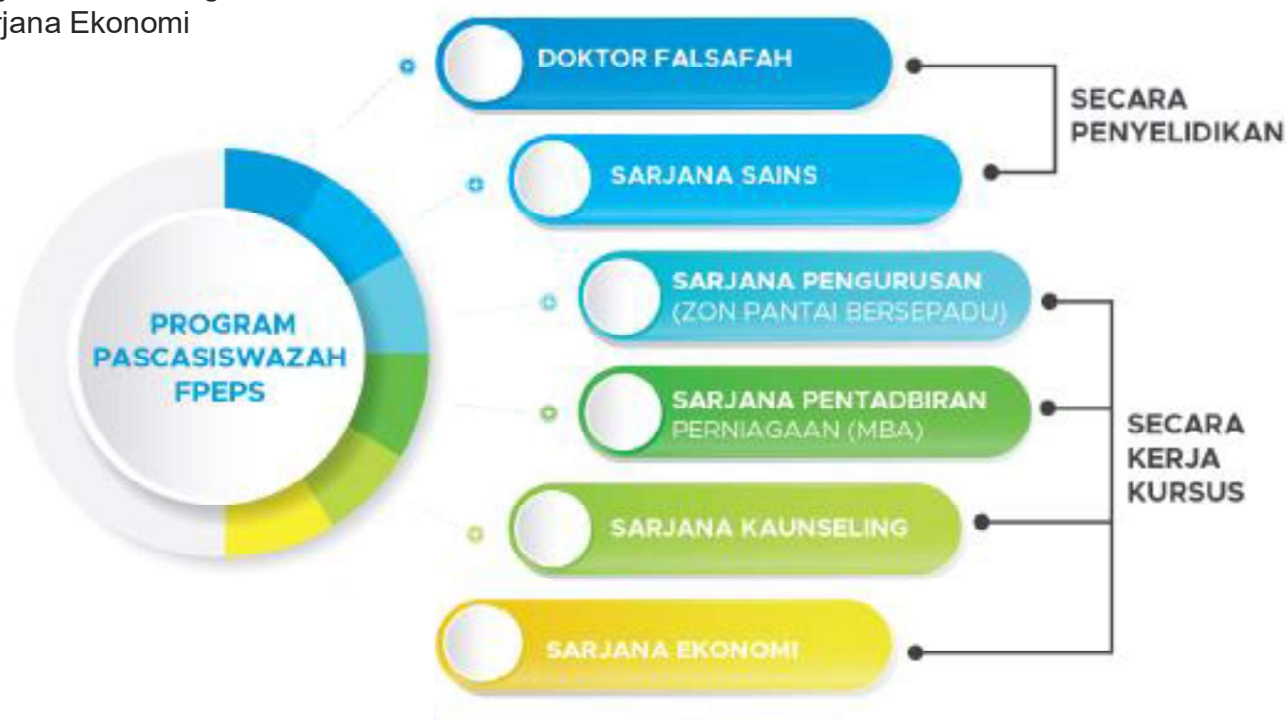 rjana Ekonomi
DOKTOR FALSAFAH
SECARA
PENYELIDIKAN
SARJANA SAINS
SARJANA PENGURUSAN
(ZON PANTAI BERSEPADU)
PROGRAM
PASCASISWAZAH
FPEPS
SARJANA PENTADBIRAN
PERNIAGAAN (MBA)
SECARA
KERJA
KURSUS
SARJANA KAUNSELING
SARJANA EKONOMI